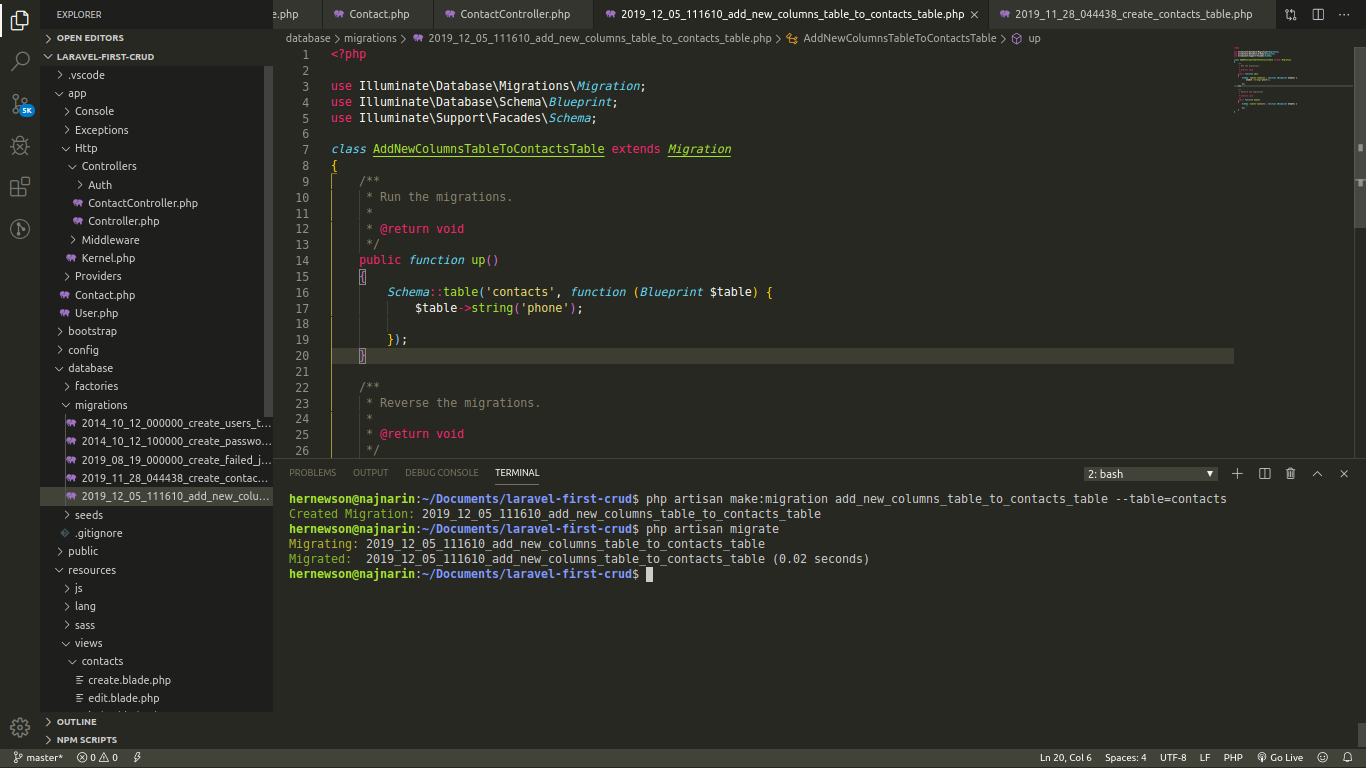 EXPLORER
e.php
Contact.php
ContactController.php
2019_12_05_111610_add_new_columns_table_to_contacts_table.php
2019_11_28_044438_create_contacts_table.php
OPEN EDITORS
LARAVEL-FIRST-CRUD
database
migrations
2019_12_05_111610_add_new_columns_table_to_contacts_table.php
AddNewColumnsTableToContactsTable
up
5K
.vscode
app
Console
Exceptions
Http
Controllers
Auth
ContactController.php
Controller.php
Middleware
Kernel.php
Providers
Contact.php
User.php
bootstrap
config
database
factories
migrations
2014_10_12_000000_create_users_t...
2014_10_12_100000_create_passwo...
2019_08_19_000000_create_failed_j...
2019_11_28_044438_create_contac...
2019_12_05_111610_add_new_colu...
seeds
.gitignore
public
resources
js
lang
sass
views
contacts
create.blade.php
edit.blade.php
OUTLINE
NPM SCRIPTS
1 <?php
2
3 use Illuminate\Database\Migrations\Migration;
4 use Illuminate\Database\Schema\Blueprint;
5 use Illuminate\Support\Facades\Schema;
6
7 class AddNewColumnsTableToContactsTable extends Migration
8 {
9 /**
10 * Run the migrations.
11 *
12 * @return void
13 */
14 public function up()
15 {
16 Schema::table('contacts', function (Blueprint $table) {
17 $table->string('phone');
18
19 });
20 }
21
22 /**
23 * Reverse the migrations.
24 *
25 * @return void
26 */
PROBLEMS
OUTPUT
DEBUG CONSOLE
TERMINAL
2: bash
hernewson@najnarin:~/Documents/laravel-first-crud$ php artisan make:migration add_new_columns_table_to_contacts_table --table=contacts
Created Migration: 2019_12_05_111610_add_new_columns_table_to_contacts_table
hernewson@najnarin:~/Documents/laravel-first-crud$ php artisan migrate
Migrating: 2019_12_05_111610_add_new_columns_table_to_contacts_table
Migrated:  2019_12_05_111610_add_new_columns_table_to_contacts_table (0.02 seconds)
hernewson@najnarin:~/Documents/laravel-first-crud$
master*
0
0
Ln 20, Col 6
Spaces: 4
UTF-8
LF
PHP
Go Live